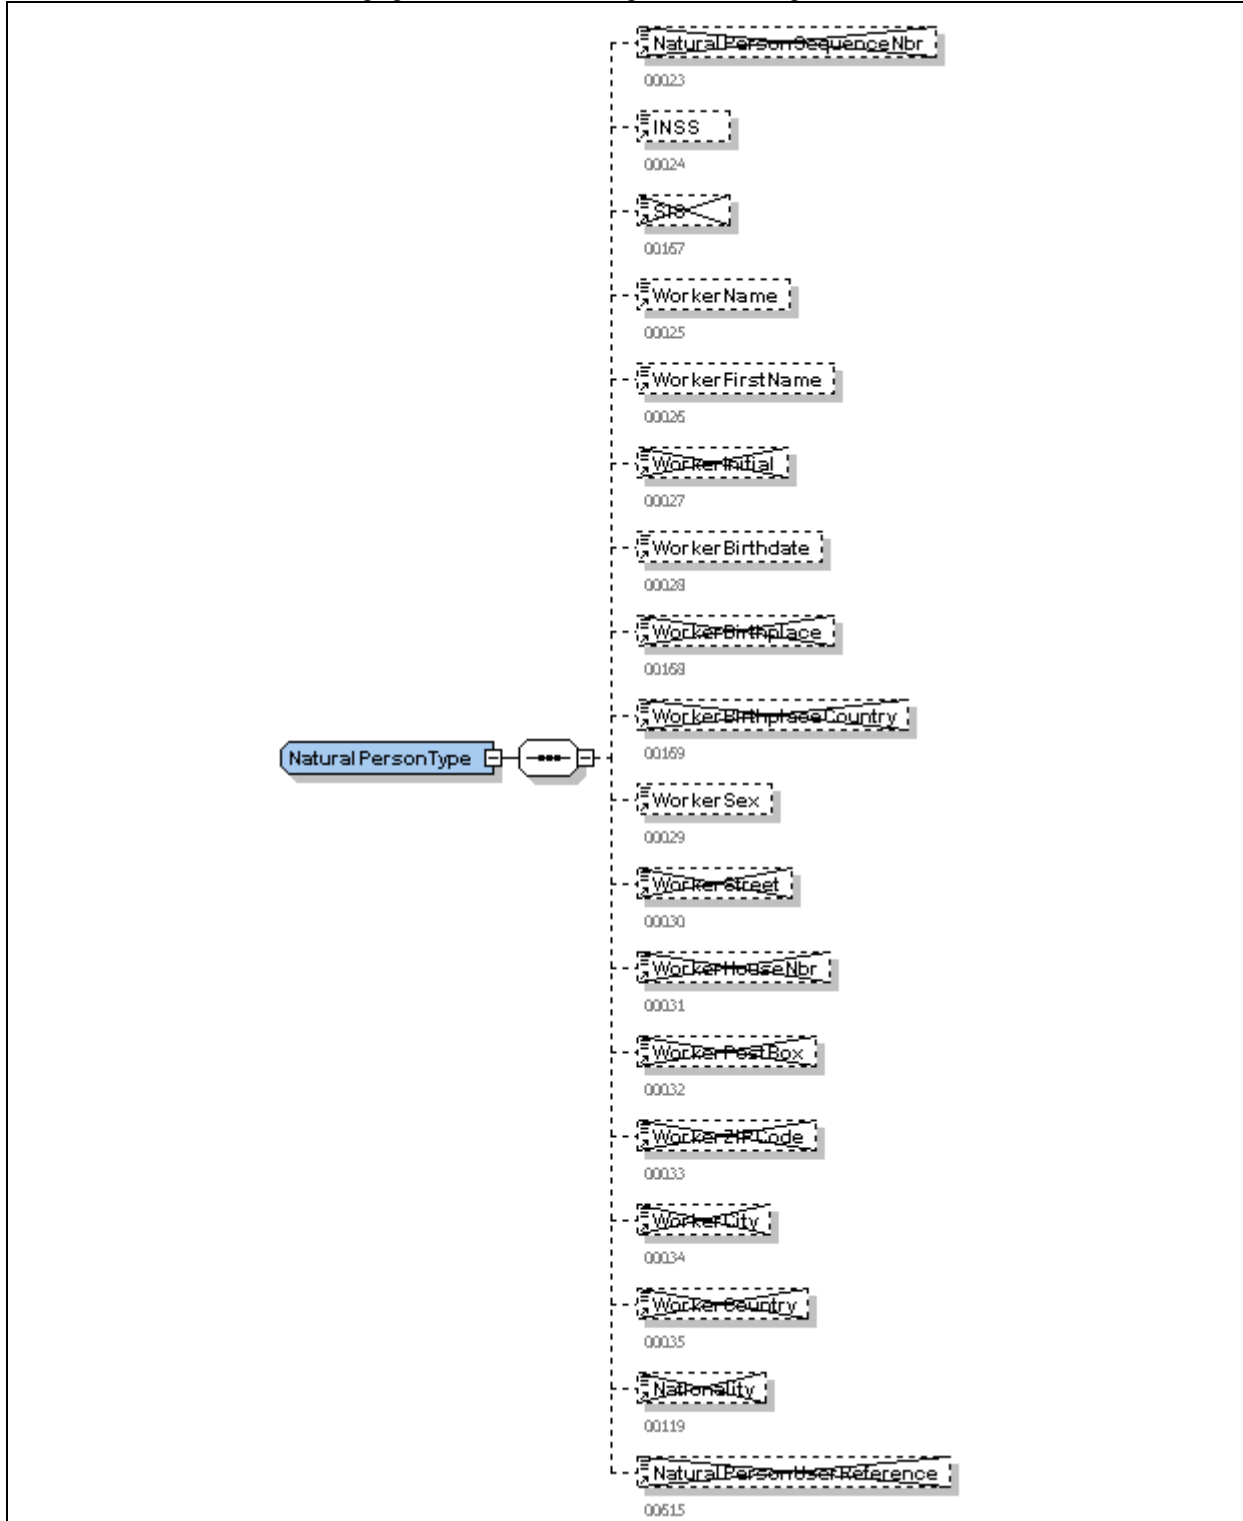 NaturalPersonSequenceNbr
00023
INSS
00024
SIS
00167
WorkerName
00025
WorkerFirstName
00026
WorkerInitial
00027
WorkerBirthdate
00028
WorkerBirthplace
00168
WorkerBirthplaceCountry
00169
NaturalPersonType
WorkerSex
00029
WorkerStreet
00030
WorkerHouseNbr
00031
WorkerPostBox
00032
WorkerZIPCode
00033
WorkerCity
00034
WorkerCountry
00035
Nationality
00119
NaturalPersonUserReference
00615